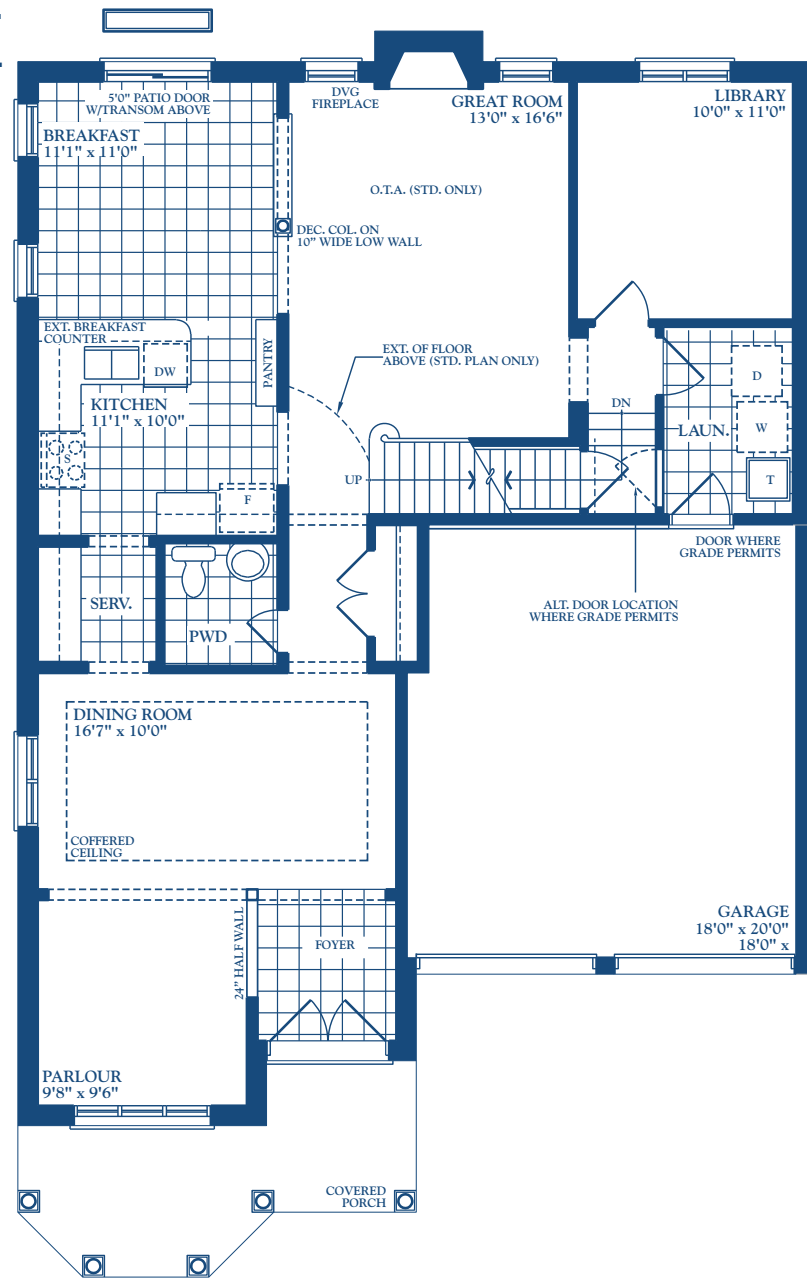 5'0" PATIO DOOR
W/TRANSOM ABOVE
BREAKFAST
11'1" x 11'0"
DVG
FIREPLACE
GREAT ROOM
13'0" x 16'6"
LIBRARY
10'0" x 11'0"
O.T.A. (STD. ONLY)
DEC. COL. ON
10" WIDE LOW WALL
EXT. BREAKFAST
COUNTER
DW
PANTRY
EXT. OF FLOOR
ABOVE (STD. PLAN ONLY)
KITCHEN
11'1" x 10'0"
S
F
UP
DN
D
W
LAUN.
T
DOOR WHERE
GRADE PERMITS
ALT. DOOR LOCATION
WHERE GRADE PERMITS
SERV.
PWD
DINING ROOM
16'7" x 10'0"
COFFERED
CEILING
24" HALF WALL
FOYER
GARAGE
18'0" x 20'0"
18'0" x
PARLOUR
9'8" x 9'6"
COVERED
PORCH